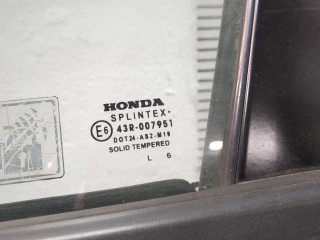 HONDA
SPLINTEX-
E6 43R-007951
DOT24-AS2-M19
SOLID TEMPERED
L 6